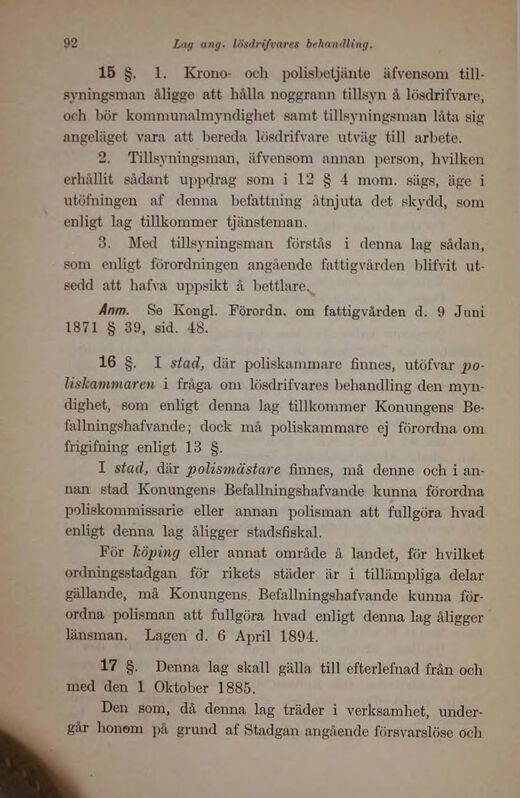 92 Lag ang. lösdrifvares behandling.
15 §. 1. Krono- och polisbetjänte äfvensom till-
syningsman åligge att hålla noggrann tillsyn å lösdrifvare,
och bör kommunalmyndighet samt tillsyningsman låta sig
angeläget vara att bereda lösdrifvare utväg till arbete.
2. Tillsyningsman, äfvensom annan person, hvilken
erhållit sådant uppdrag som i 12 § 4 mom. sägs, äge i
utöfningen af denna befattning åtnjuta det skydd, som
enligt lag tillkommer tjänsteman.
3. Med tillsyningsman förstås i denna lag sådan,
som enligt förordningen angående fattigvården blifvit ut-
sedd att hafva uppsikt å bettlare.
Anm. Se Kongl. Förordn. om fattigvården d. 9 Juni
1871 § 39, sid. 48.
16 §. I stad, där poliskammare finnes, utöfvar po-
liskammaren i fråga om lösdrifvares behandling den myn-
dighet, som enligt denna lag tillkommer Konungens Be-
fallningshafvande; dock må poliskammare ej förordna om
frigifning enligt 13 §.
I stad, där polismästare finnes, må denne och i an-
nan stad Konungens Befallningshafvande kunna förordna
poliskommissarie eller annan polisman att fullgöra hvad
enligt denna lag åligger stadsfiskal.
För köping eller annat område å landet, för hvilket
ordningsstadgan för rikets städer är i tillämpliga delar
gällande, må Konungens Befallningshafvande kunna för-
ordna polisman att fullgöra hvad enligt denna lag åligger
länsman. Lagen d. 6 April 1894.
17 §. Denna lag skall gälla till efterlefnad från och
med den 1 Oktober 1885.
Den som, då denna lag träder i verksamhet, under-
går honom på grund af Stadgan angående försvarslöse och